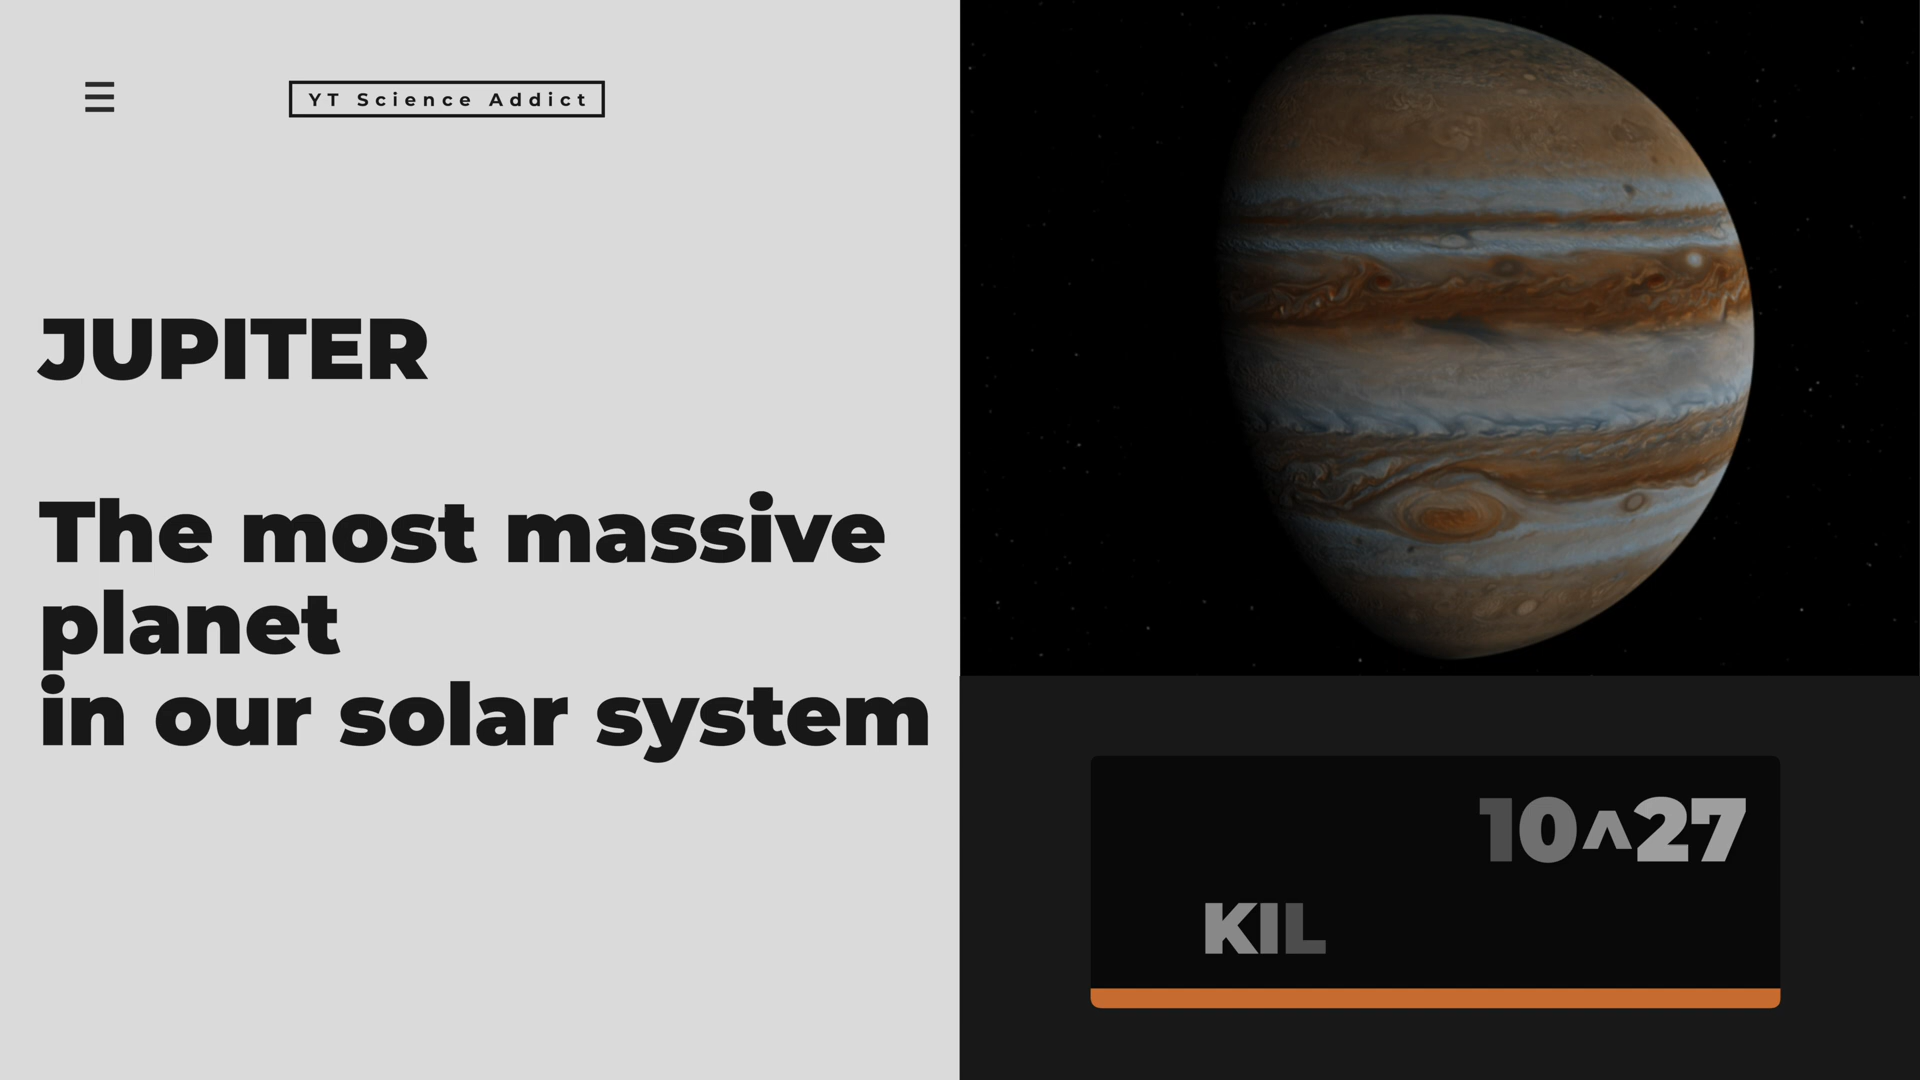 YT Science Addict
JUPITER
The most massive
planet
in our solar system
10^27
KIL